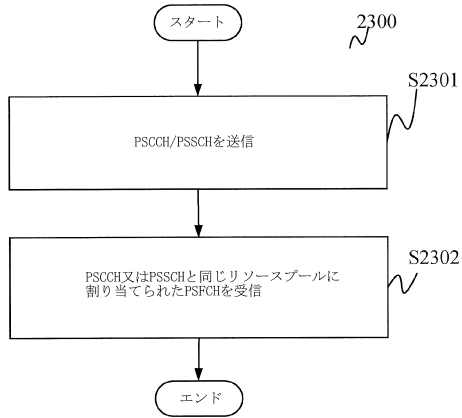 スタート
2300
S2301
PSCCH/PSSCHを送信
PSCCH又はPSSCHと同じリソースプールに
割り当てられたPSFCHを受信
S2302
エンド